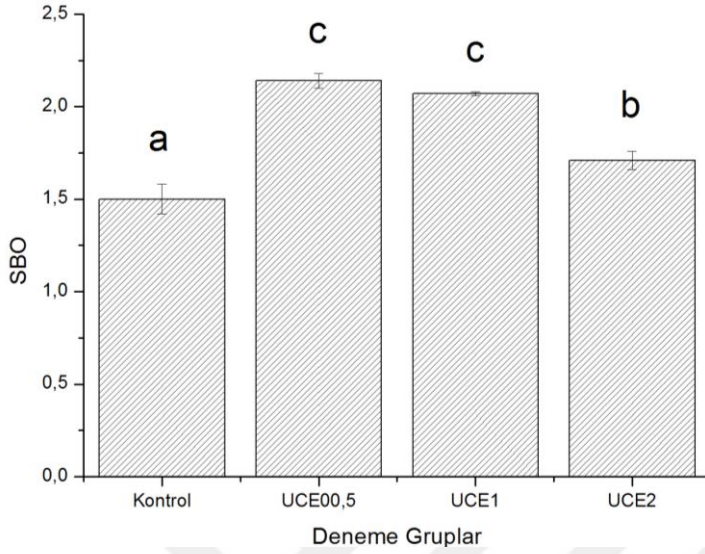 2,5
2,0
1,5
1,0
0,5
0,0
SBO
a
c
c
b
Kontrol UCE00,5 UCE1 UCE2
Deneme Gruplar